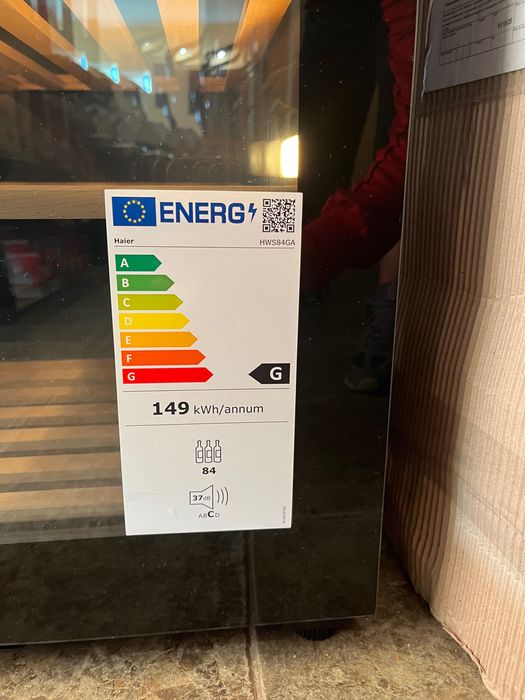 ENERG
Haier HWS84GA
A
B
C
D
E
F
G
G
149 kWh/annum
84
37dB
ABCD